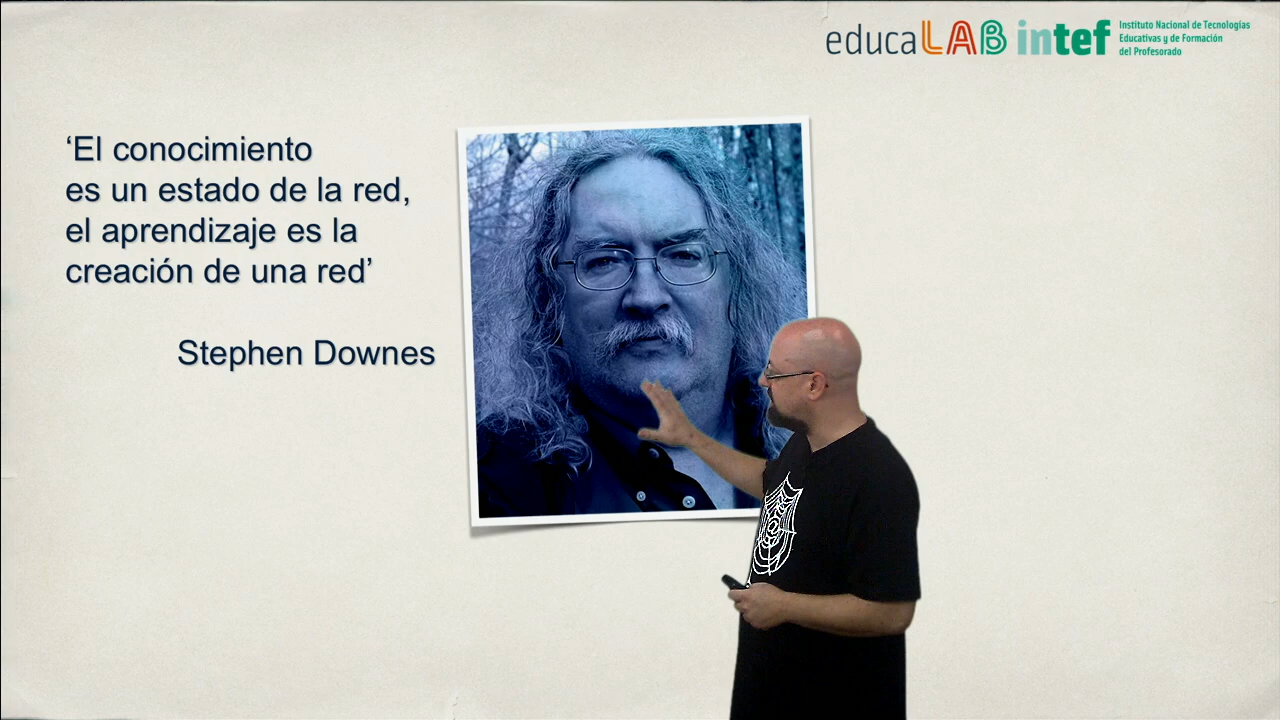 educaLAB intef
Instituto Nacional de Tecnologías
Educativas y de Formación
del Profesorado
‘El conocimiento
es un estado de la red,
el aprendizaje es la
creación de una red’
Stephen Downes